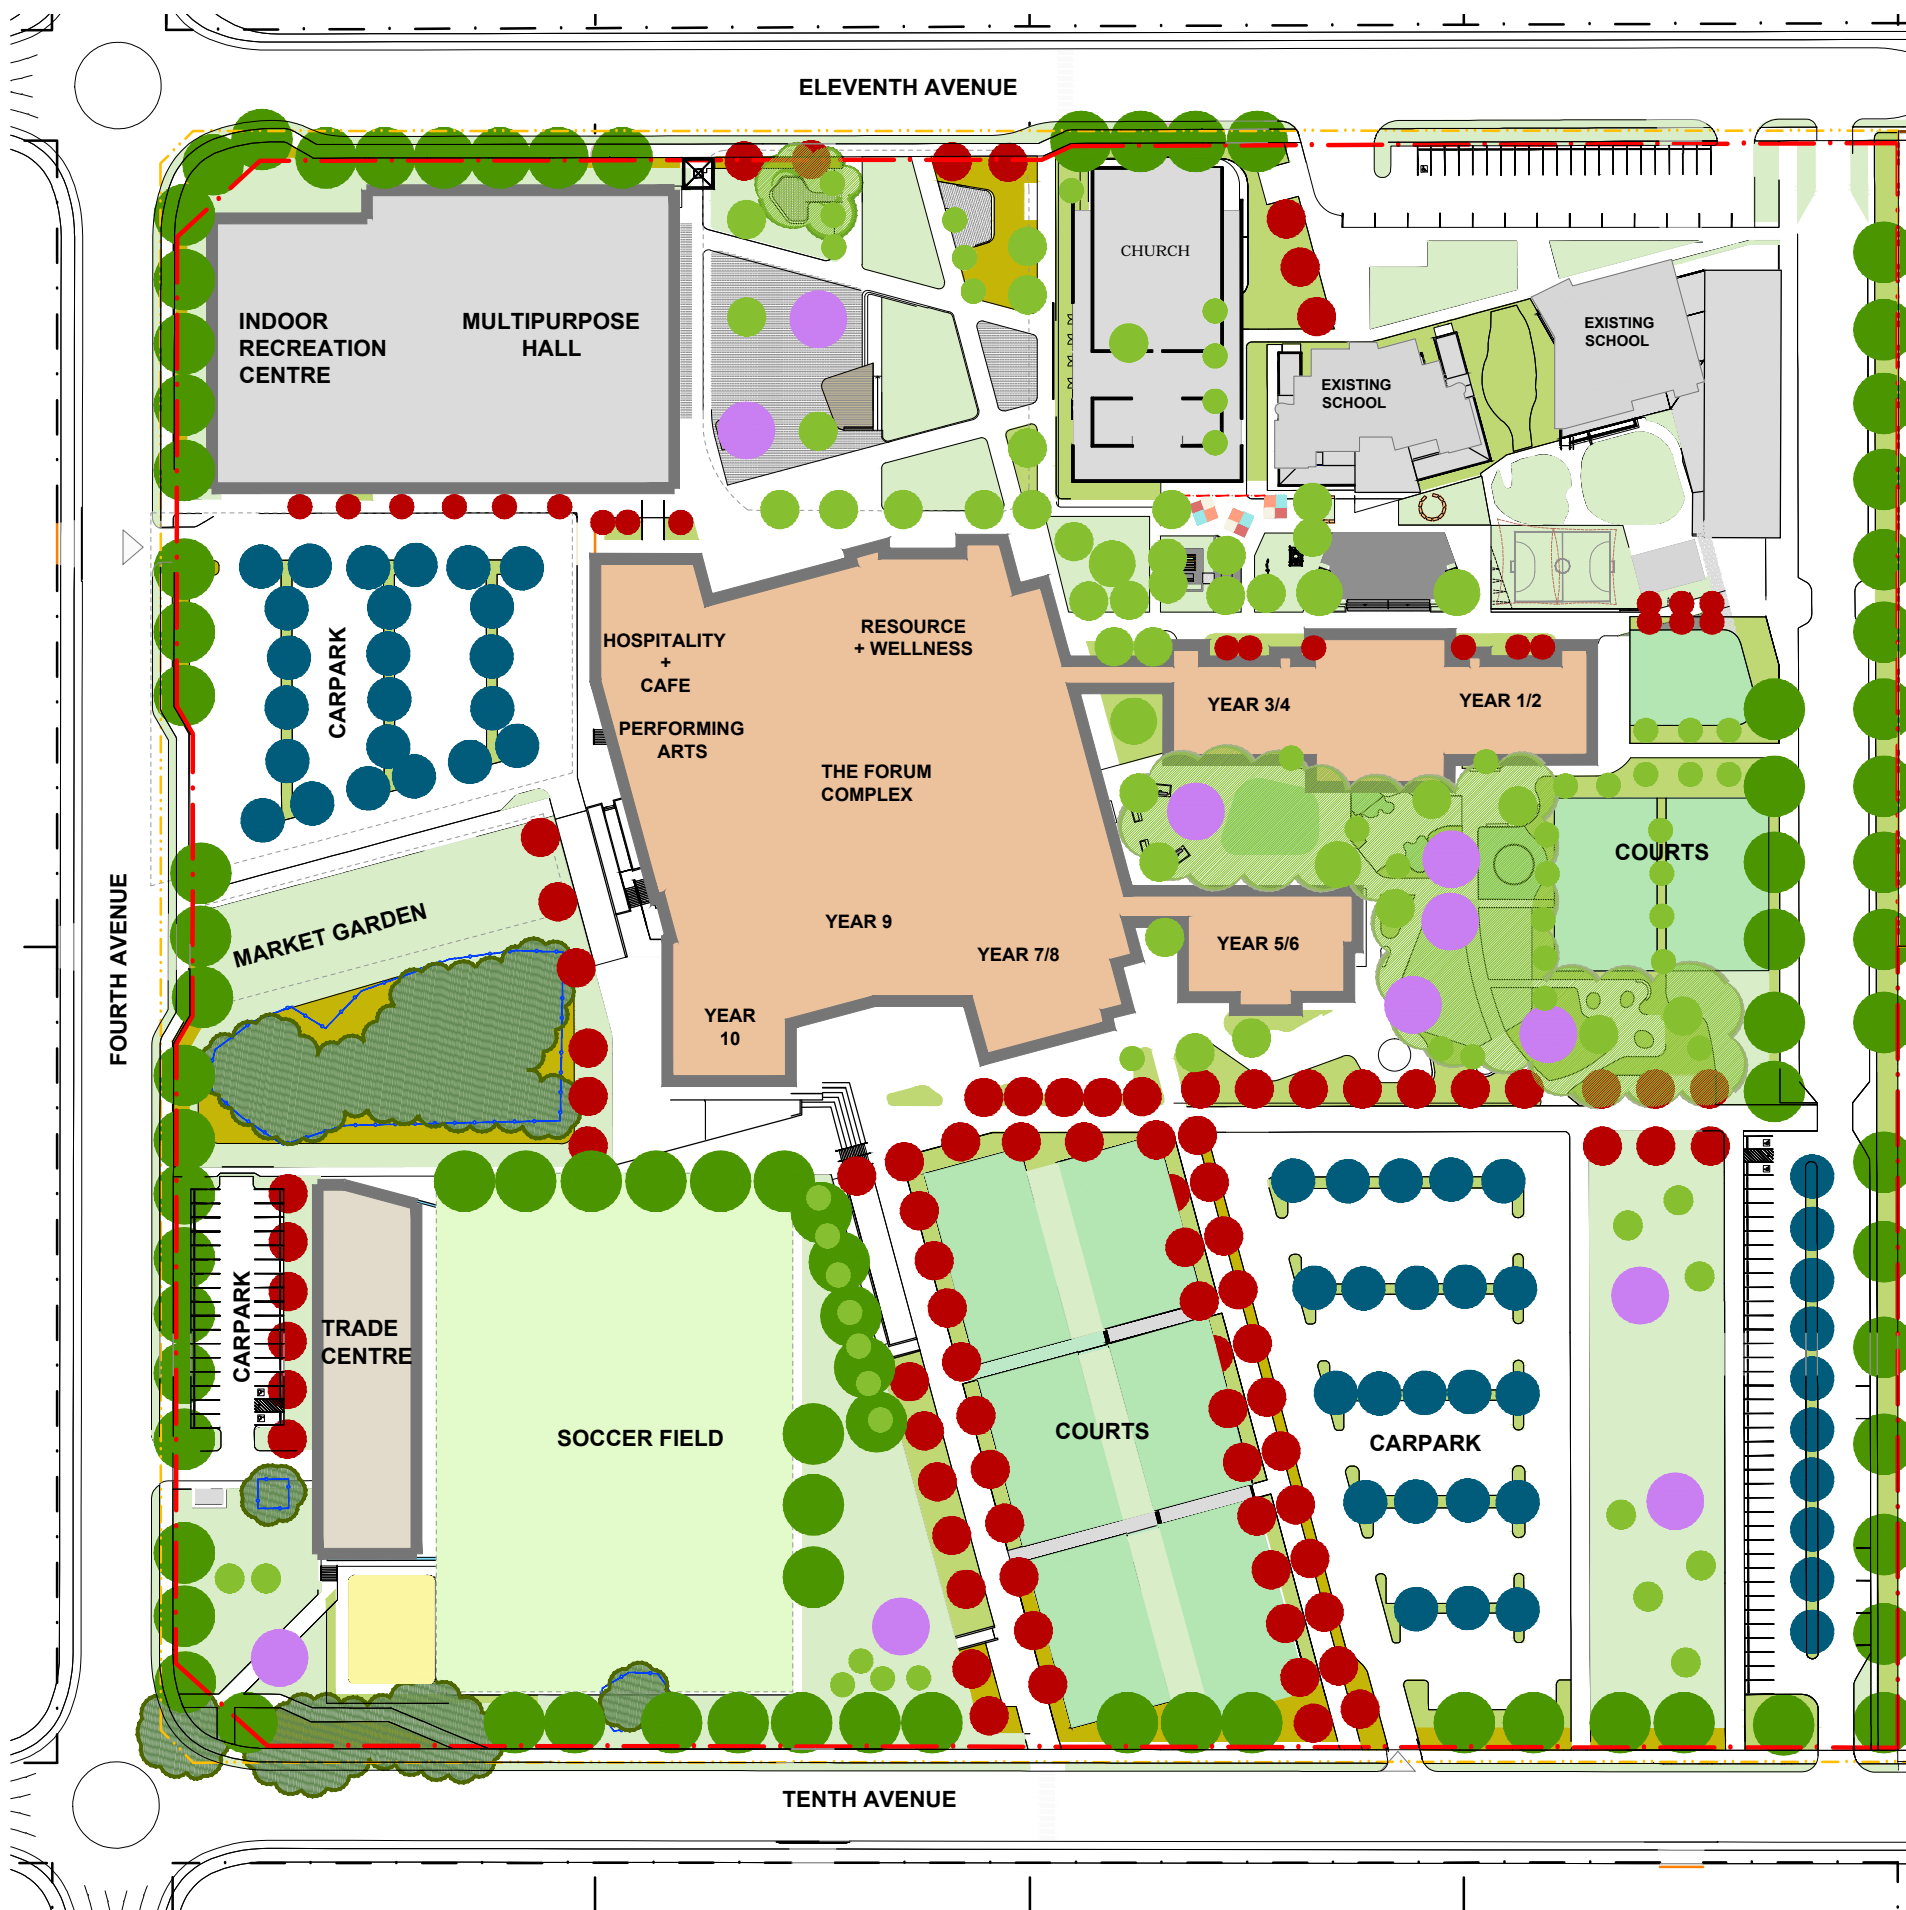 ELEVENTH AVENUE
CHURCH
INDOOR
RECREATION
CENTRE
MULTIPURPOSE
HALL
EXISTING
SCHOOL
EXISTING
SCHOOL
CARPARK
HOSPITALITY
+
CAFE
RESOURCE
+ WELLNESS
PERFORMING
ARTS
THE FORUM
COMPLEX
YEAR 3/4
YEAR 1/2
COURTS
FOURTH AVENUE
MARKET GARDEN
YEAR 9
YEAR 7/8
YEAR 5/6
YEAR
10
CARPARK
TRADE
CENTRE
SOCCER FIELD
COURTS
CARPARK
TENTH AVENUE